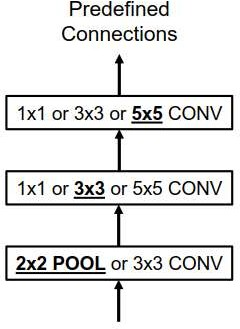 Predefined
Connections
1x1 or 3x3 or 5x5 CONV
1x1 or 3x3 or 5x5 CONV
2x2 POOL or 3x3 CONV